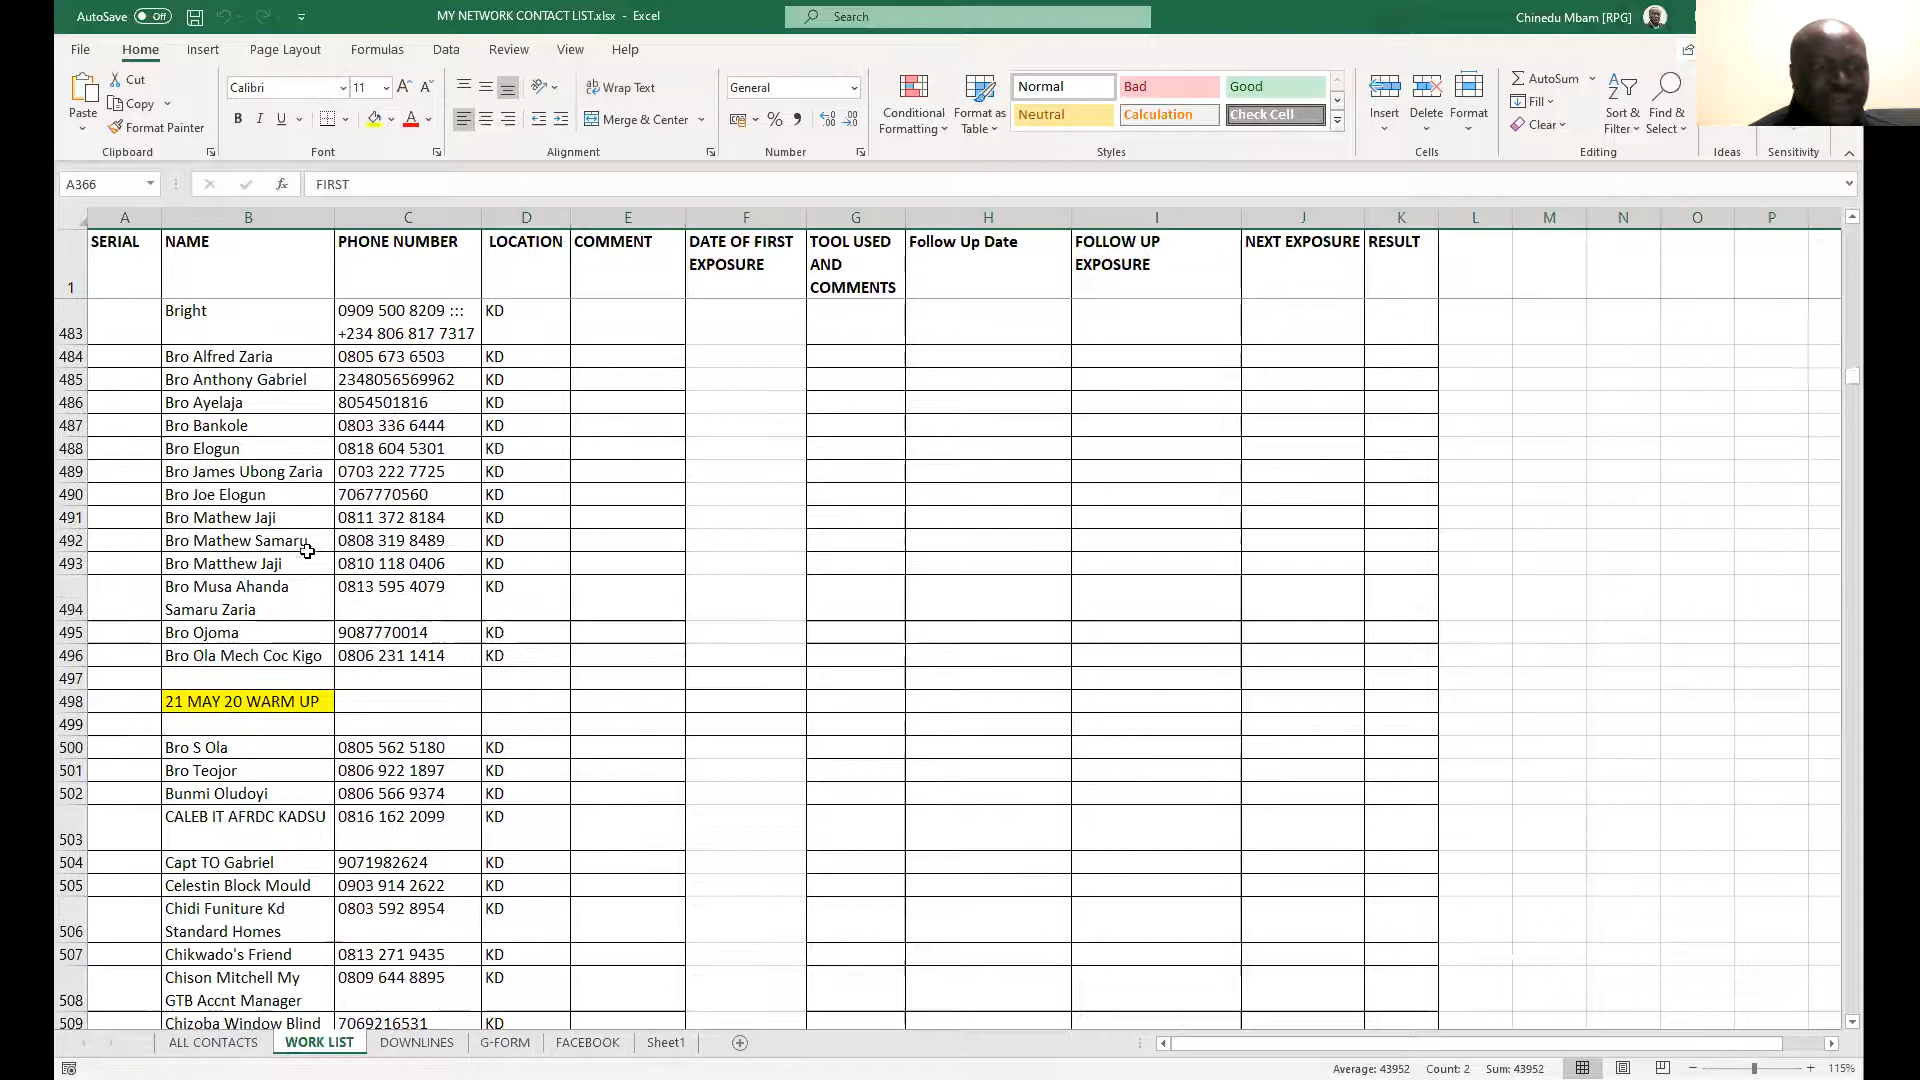 AutoSave Off MY NETWORK CONTACT LIST.xlsx - Excel Search Chinedu Mbam [RPG]
File Home Insert Page Layout Formulas Data Review View Help
Paste Cut Copy Format Painter
Calibri 11
B I U
Wrap Text
Merge & Center
General
Conditional Formatting
Format as Table
Normal Bad Good
Neutral Calculation Check Cell
Insert Delete Format
AutoSum
Fill
Clear
Sort & Filter
Find & Select
Clipboard Font Alignment Number Styles Cells Editing Ideas Sensitivity
A366 fx FIRST
A B C D E F G H I J K L M N O P
1 SERIAL NAME PHONE NUMBER LOCATION COMMENT DATE OF FIRST EXPOSURE TOOL USED AND COMMENTS Follow Up Date FOLLOW UP EXPOSURE NEXT EXPOSURE RESULT
483 Bright 0909 500 8209 ::: +234 806 817 7317 KD
484 Bro Alfred Zaria 0805 673 6503 KD
485 Bro Anthony Gabriel 2348056569962 KD
486 Bro Ayelaja 8054501816 KD
487 Bro Bankole 0803 336 6444 KD
488 Bro Elogun 0818 604 5301 KD
489 Bro James Ubong Zaria 0703 222 7725 KD
490 Bro Joe Elogun 7067770560 KD
491 Bro Mathew Jaji 0811 372 8184 KD
492 Bro Mathew Samaru 0808 319 8489 KD
493 Bro Matthew Jaji 0810 118 0406 KD
494 Bro Musa Ahanda Samaru Zaria 0813 595 4079 KD
495 Bro Ojoma 9087770014 KD
496 Bro Ola Mech Coc Kigo 0806 231 1414 KD
497
498 21 MAY 20 WARM UP
499
500 Bro S Ola 0805 562 5180 KD
501 Bro Teojor 0806 922 1897 KD
502 Bunmi Oludoyi 0806 566 9374 KD
503 CALEB IT AFRDC KADSU 0816 162 2099 KD
504 Capt TO Gabriel 9071982624 KD
505 Celestin Block Mould 0903 914 2622 KD
506 Chidi Funiture Kd Standard Homes 0803 592 8954 KD
507 Chikwado's Friend 0813 271 9435 KD
508 Chison Mitchell My GTB Accnt Manager 0809 644 8895 KD
509 Chizoba Window Blind 7069216531 KD
ALL CONTACTS WORK LIST DOWNLINES G-FORM FACEBOOK Sheet1
Average: 43952 Count: 2 Sum: 43952 115%